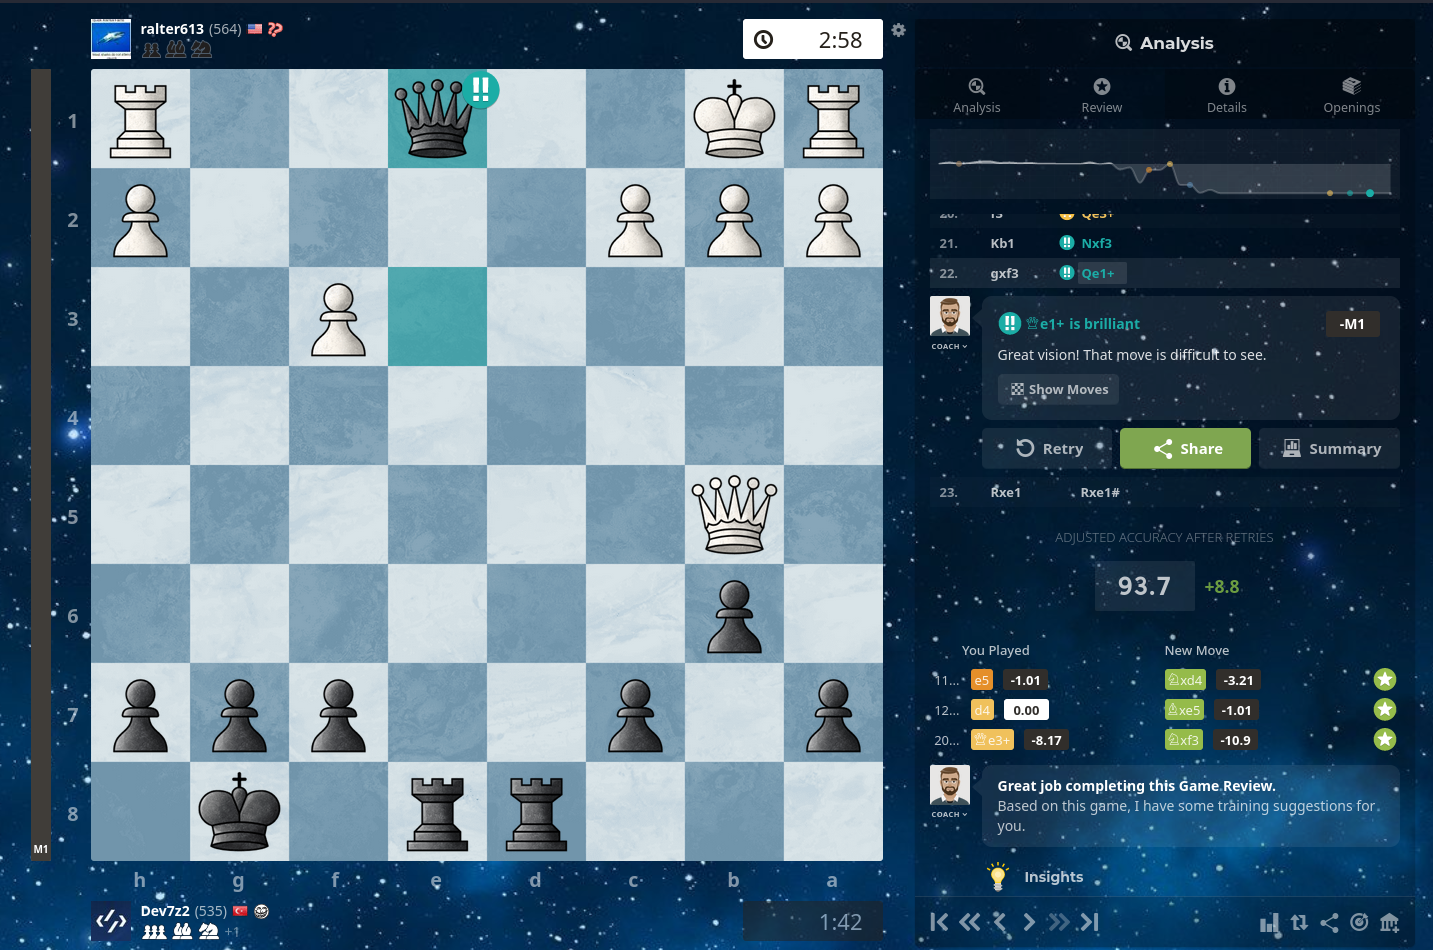 ralter613 (564)
2:58
Analysis
Analysis Review Details Openings
20. f3 Qe3+
21. Kb1 !! Nxf3
22. gxf3 !! Qe1+
!! e1+ is brilliant -M1
COACH
Great vision! That move is difficult to see.
Show Moves
Retry Share Summary
23. Rxe1 Rxe1#
ADJUSTED ACCURACY AFTER RETRIES
93.7 +8.8
You Played New Move
11... e5 -1.01 xd4 -3.21
12... d4 0.00 xe5 -1.01
20... e3+ -8.17 xf3 -10.9
Great job completing this Game Review.
COACH
Based on this game, I have some training suggestions for
you.
Insights
!!
1
2
3
4
5
6
7
8
M1
h g f e d c b a
Dev7z2 (535)
+1
1:42